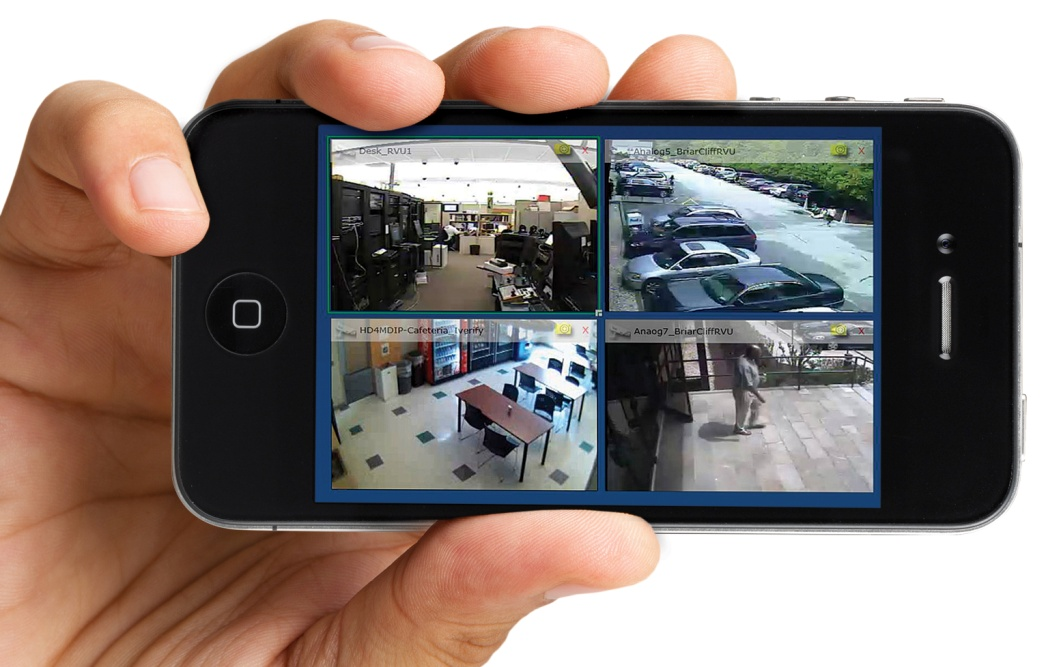 Desk_RVU1
X
Analog5_BriarCliffRVU
X
HD4MDIP-Cafeteria_Iverify
X
Anaog7_BriarCliffRVU
X